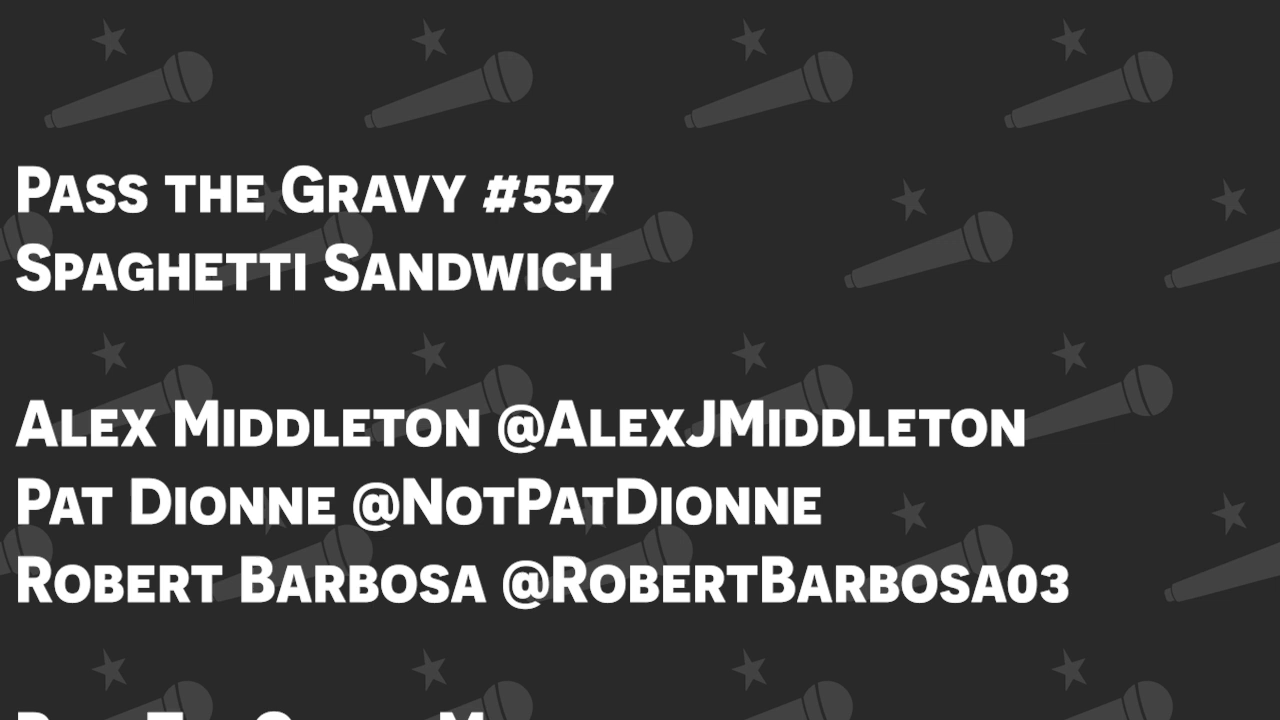 Pass the Gravy #557
Spaghetti Sandwich
Alex Middleton @AlexJMiddleton
Pat Dionne @NotPatDionne
Robert Barbosa @RobertBarbosa03